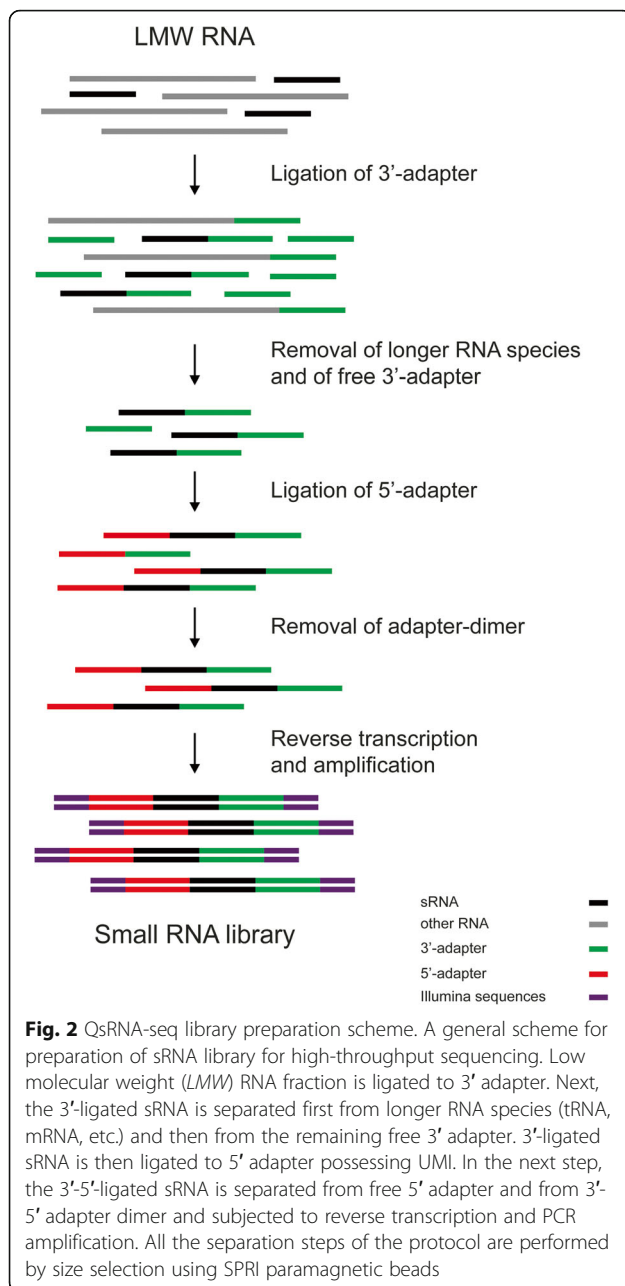 LMW RNA
Ligation of 3’-adapter
Removal of longer RNA species
and of free 3’-adapter
Ligation of 5’-adapter
Removal of adapter-dimer
Reverse transcription
and amplification
Small RNA library
sRNA
other RNA
3’-adapter
5’-adapter
Illumina sequences
Fig. 2 QsRNA-seq library preparation scheme. A general scheme for
preparation of sRNA library for high-throughput sequencing. Low
molecular weight (LMW) RNA fraction is ligated to 3′ adapter. Next,
the 3′-ligated sRNA is separated first from longer RNA species (tRNA,
mRNA, etc.) and then from the remaining free 3′ adapter. 3′-ligated
sRNA is then ligated to 5′ adapter possessing UMI. In the next step,
the 3′-5′-ligated sRNA is separated from free 5′ adapter and from 3′-
5′ adapter dimer and subjected to reverse transcription and PCR
amplification. All the separation steps of the protocol are performed
by size selection using SPRI paramagnetic beads